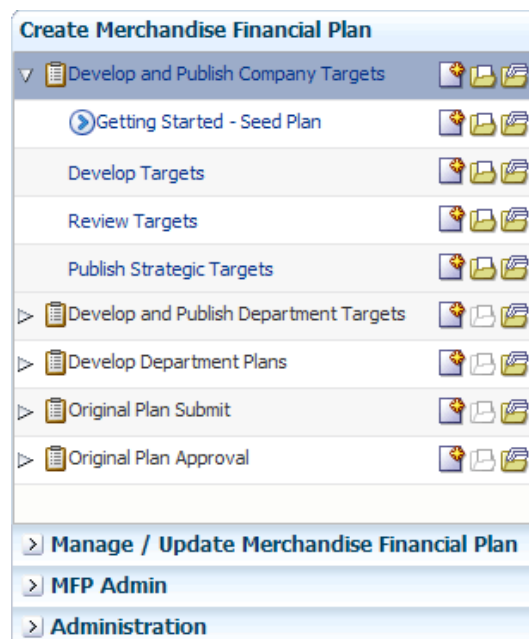 Create Merchandise Financial Plan
Develop and Publish Company Targets
Getting Started - Seed Plan
Develop Targets
Review Targets
Publish Strategic Targets
Develop and Publish Department Targets
Develop Department Plans
Original Plan Submit
Original Plan Approval
Manage / Update Merchandise Financial Plan
MFP Admin
Administration